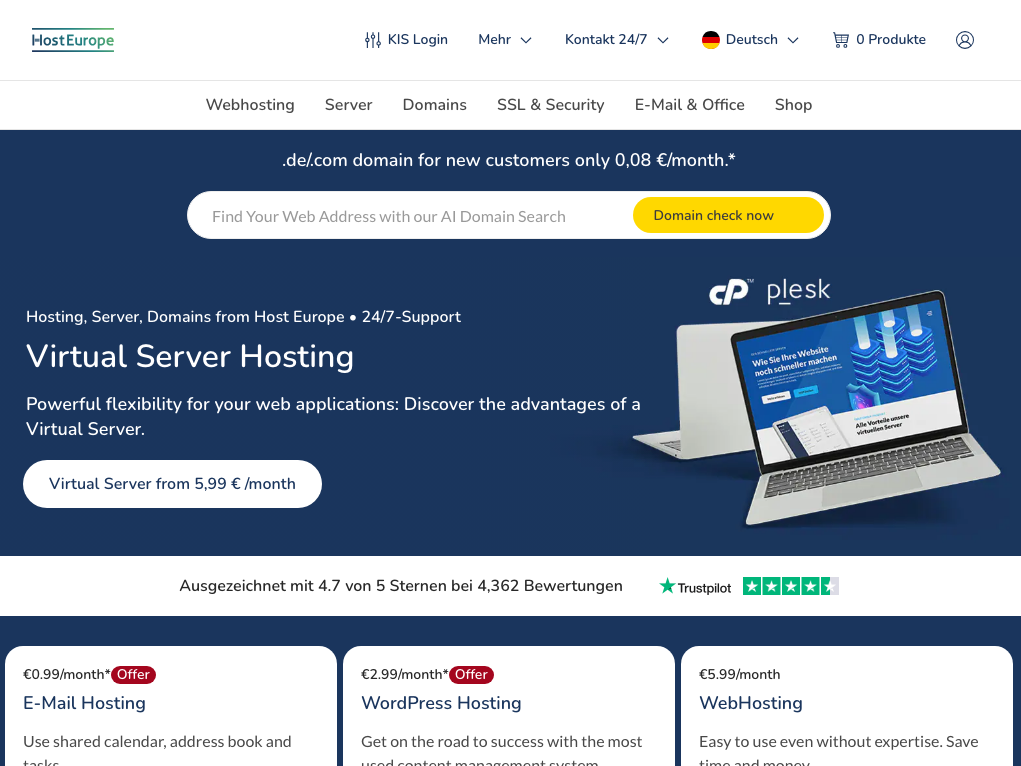 HostEurope
KIS Login
Mehr
Kontakt 24/7
Deutsch
0 Produkte
Webhosting
Server
Domains
SSL & Security
E-Mail & Office
Shop
.de/.com domain for new customers only 0,08 €/month.*
Find Your Web Address with our AI Domain Search
Domain check now
cP™ plesk
Hosting, Server, Domains from Host Europe • 24/7-Support
Virtual Server Hosting
Powerful flexibility for your web applications: Discover the advantages of a
Virtual Server.
Virtual Server from 5,99 € /month
Wie Sie Ihre Website
noch schneller machen
Alle Vorteile unsere
virtuellen Server
Ausgezeichnet mit 4.7 von 5 Sternen bei 4,362 Bewertungen
Trustpilot
€0.99/month* Offer
E-Mail Hosting
Use shared calendar, address book and
tasks
€2.99/month* Offer
WordPress Hosting
Get on the road to success with the most
used content management system
€5.99/month
WebHosting
Easy to use even without expertise. Save
time and money